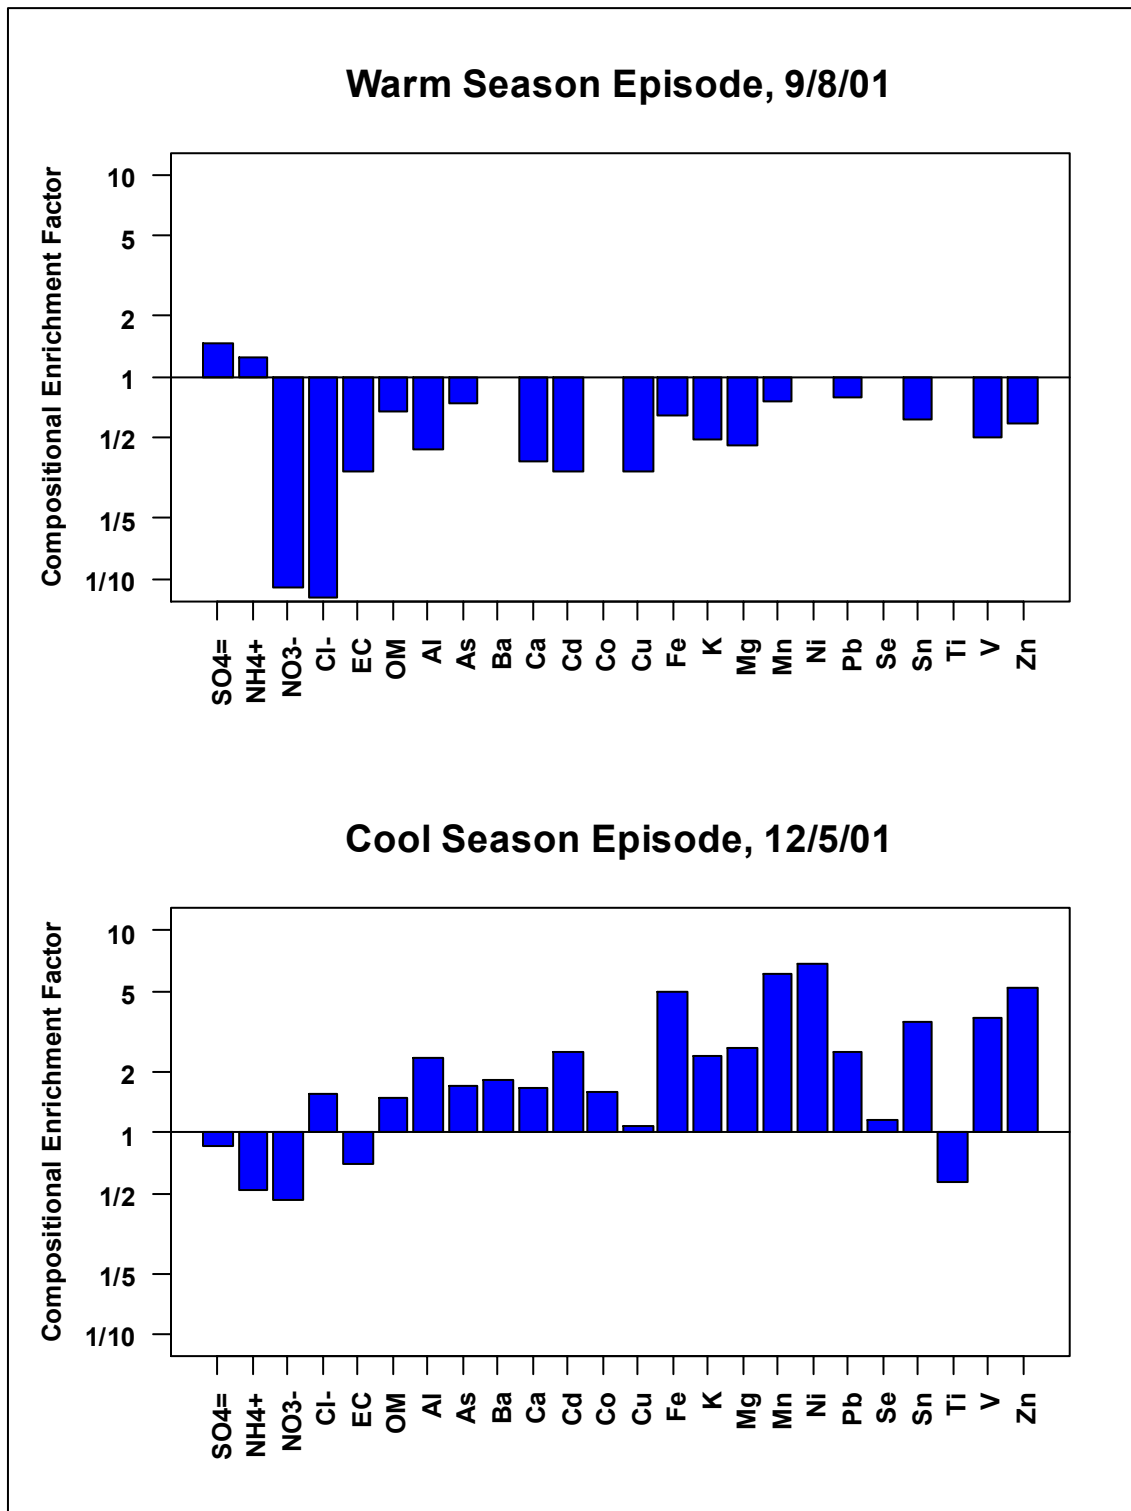 Warm Season Episode, 9/8/01
Compositional Enrichment Factor
10
5
2
1
1/2
1/5
1/10
SO4=
NH4+
NO3-
Cl-
EC
OM
Al
As
Ba
Ca
Cd
Co
Cu
Fe
K
Mg
Mn
Ni
Pb
Se
Sn
Ti
V
Zn
Cool Season Episode, 12/5/01
Compositional Enrichment Factor
10
5
2
1
1/2
1/5
1/10
SO4=
NH4+
NO3-
Cl-
EC
OM
Al
As
Ba
Ca
Cd
Co
Cu
Fe
K
Mg
Mn
Ni
Pb
Se
Sn
Ti
V
Zn